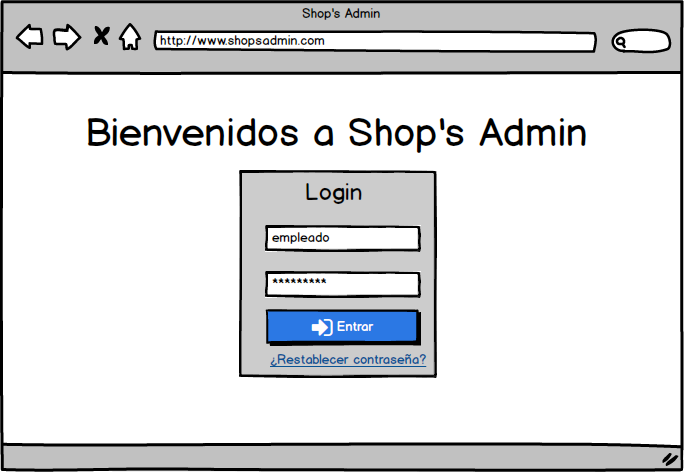 Shop's Admin
http://www.shopsadmin.com
Bienvenidos a Shop's Admin
Login
empleado
*********
Entrar
¿Restablecer contraseña?